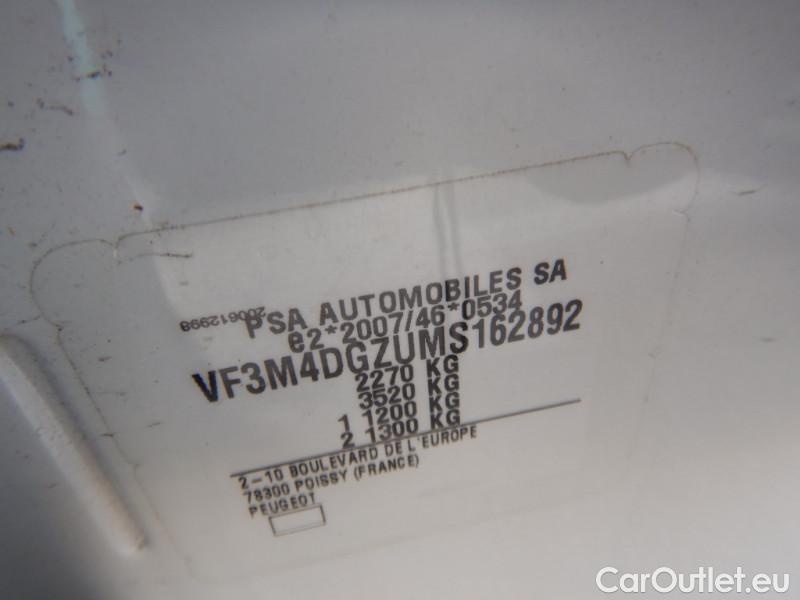 200612998
PSA AUTOMOBILES SA
e2*2007/46*0534
VF3M4DGZUMS162892
2270 KG
3520 KG
1 1200 KG
2 1300 KG
2-10 BOULEVARD DE L'EUROPE
78300 POISSY (FRANCE)
PEUGEOT
CarOutlet.eu